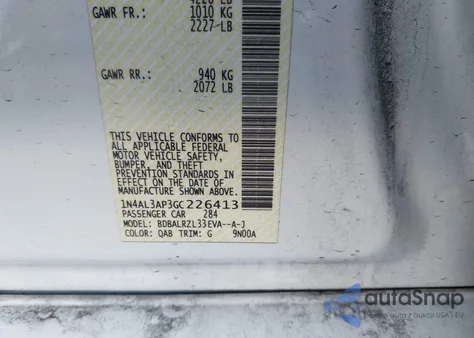 GAWR FR.: 1010 KG
2227 LB
GAWR RR.: 940 KG
2072 LB
THIS VEHICLE CONFORMS TO
ALL APPLICABLE FEDERAL
MOTOR VEHICLE SAFETY,
BUMPER, AND THEFT
PREVENTION STANDARDS IN
EFFECT ON THE DATE OF
MANUFACTURE SHOWN ABOVE.
1N4AL3AP3GC226413
PASSENGER CAR 284
MODEL: BDBALRZL33EVA--A-J
COLOR: QAB TRIM: G 9N00A
autoSnap